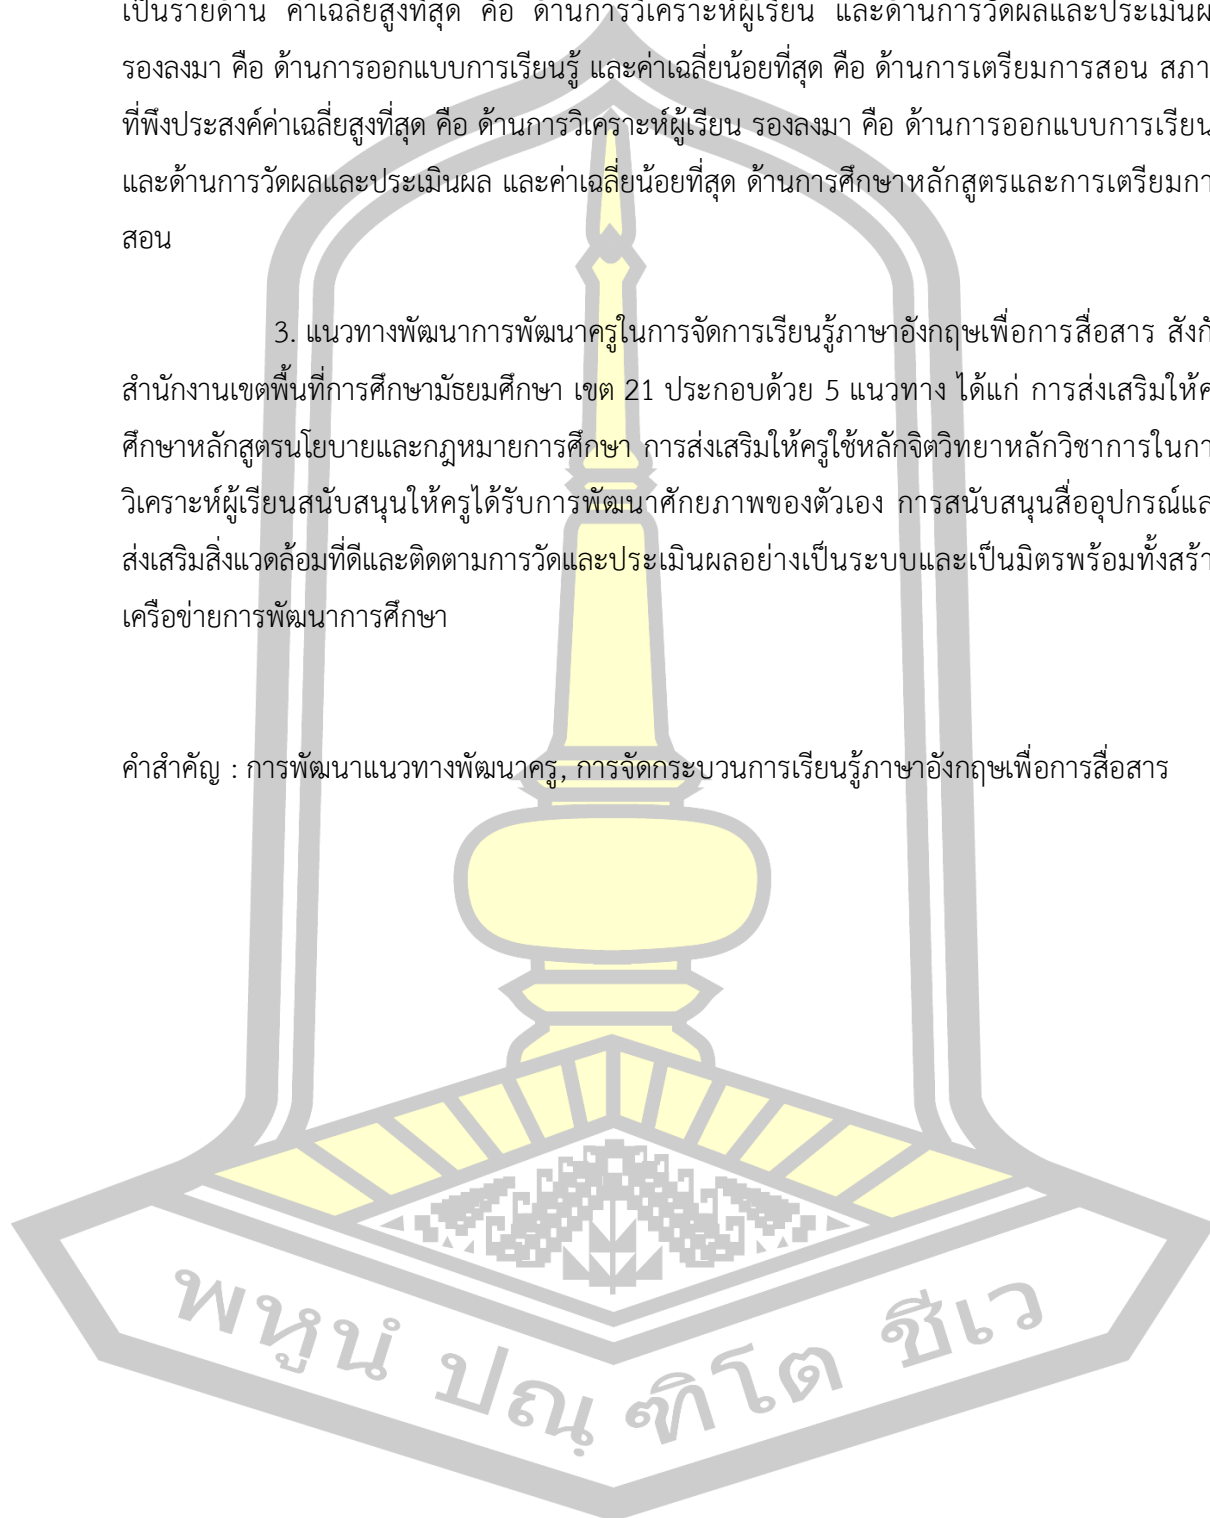 เป็นรายด้าน ค่าเฉลี่ยสูงที่สุด คือ ด้านการวิเคราะห์ผู้เรียน และด้านการวัดผลและประเมินผ
รองลงมา คือ ด้านการออกแบบการเรียนรู้ และค่าเฉลี่ยน้อยที่สุด คือ ด้านการเตรียมการสอน สภา
ที่พึงประสงค์ค่าเฉลี่ยสูงที่สุด คือ ด้านการวิเคราะห์ผู้เรียน รองลงมา คือ ด้านการออกแบบการเรียน
และด้านการวัดผลและประเมินผล และค่าเฉลี่ยน้อยที่สุด ด้านการศึกษาหลักสูตรและการเตรียมกา
สอน
3. แนวทางพัฒนาการพัฒนาครูในการจัดการเรียนรู้ภาษาอังกฤษเพื่อการสื่อสาร สังกั
สำนักงานเขตพื้นที่การศึกษามัธยมศึกษา เขต 21 ประกอบด้วย 5 แนวทาง ได้แก่ การส่งเสริมให้ค
ศึกษาหลักสูตรนโยบายและกฎหมายการศึกษา การส่งเสริมให้ครูใช้หลักจิตวิทยาหลักวิชาการในกา
วิเคราะห์ผู้เรียนสนับสนุนให้ครูได้รับการพัฒนาศักยภาพของตัวเอง การสนับสนุนสื่ออุปกรณ์แล
ส่งเสริมสิ่งแวดล้อมที่ดีและติดตามการวัดและประเมินผลอย่างเป็นระบบและเป็นมิตรพร้อมทั้งสร้า
เครือข่ายการพัฒนาการศึกษา
คำสำคัญ : การพัฒนาแนวทางพัฒนาครู, การจัดกระบวนการเรียนรู้ภาษาอังกฤษเพื่อการสื่อสาร
พหูนํ ปณฺฑิโต ชีเว